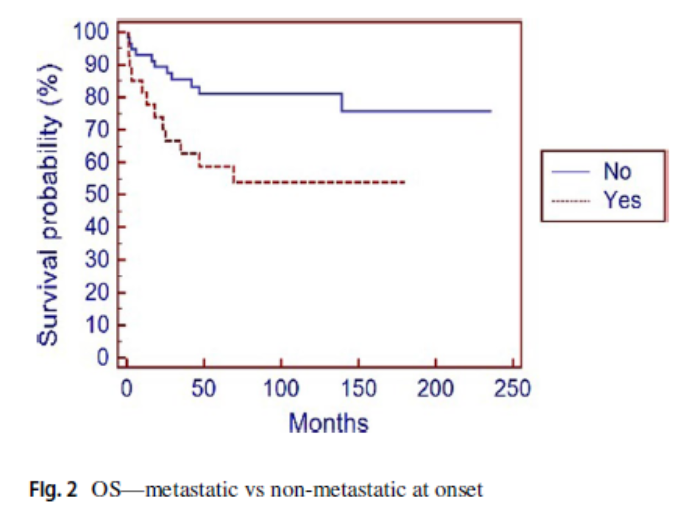 Survival probability (%)
100
90
80
70
60
50
40
30
20
10
0
0 50 100 150 200 250
Months
No
Yes
Fig. 2 OS—metastatic vs non-metastatic at onset